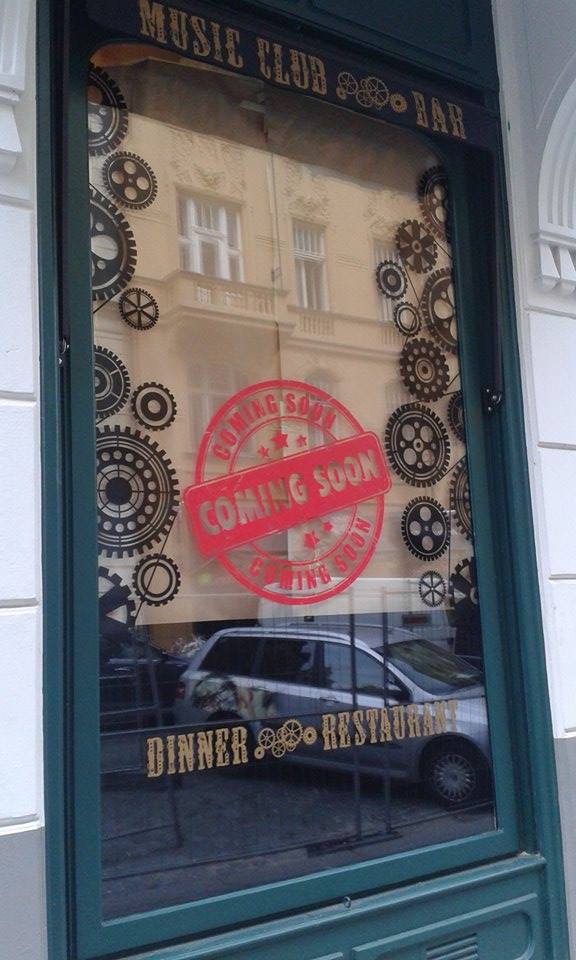 MUSIC CLUB BAR
COMING SOON
COMING SOON
COMING SOON
DINNER RESTAURANT